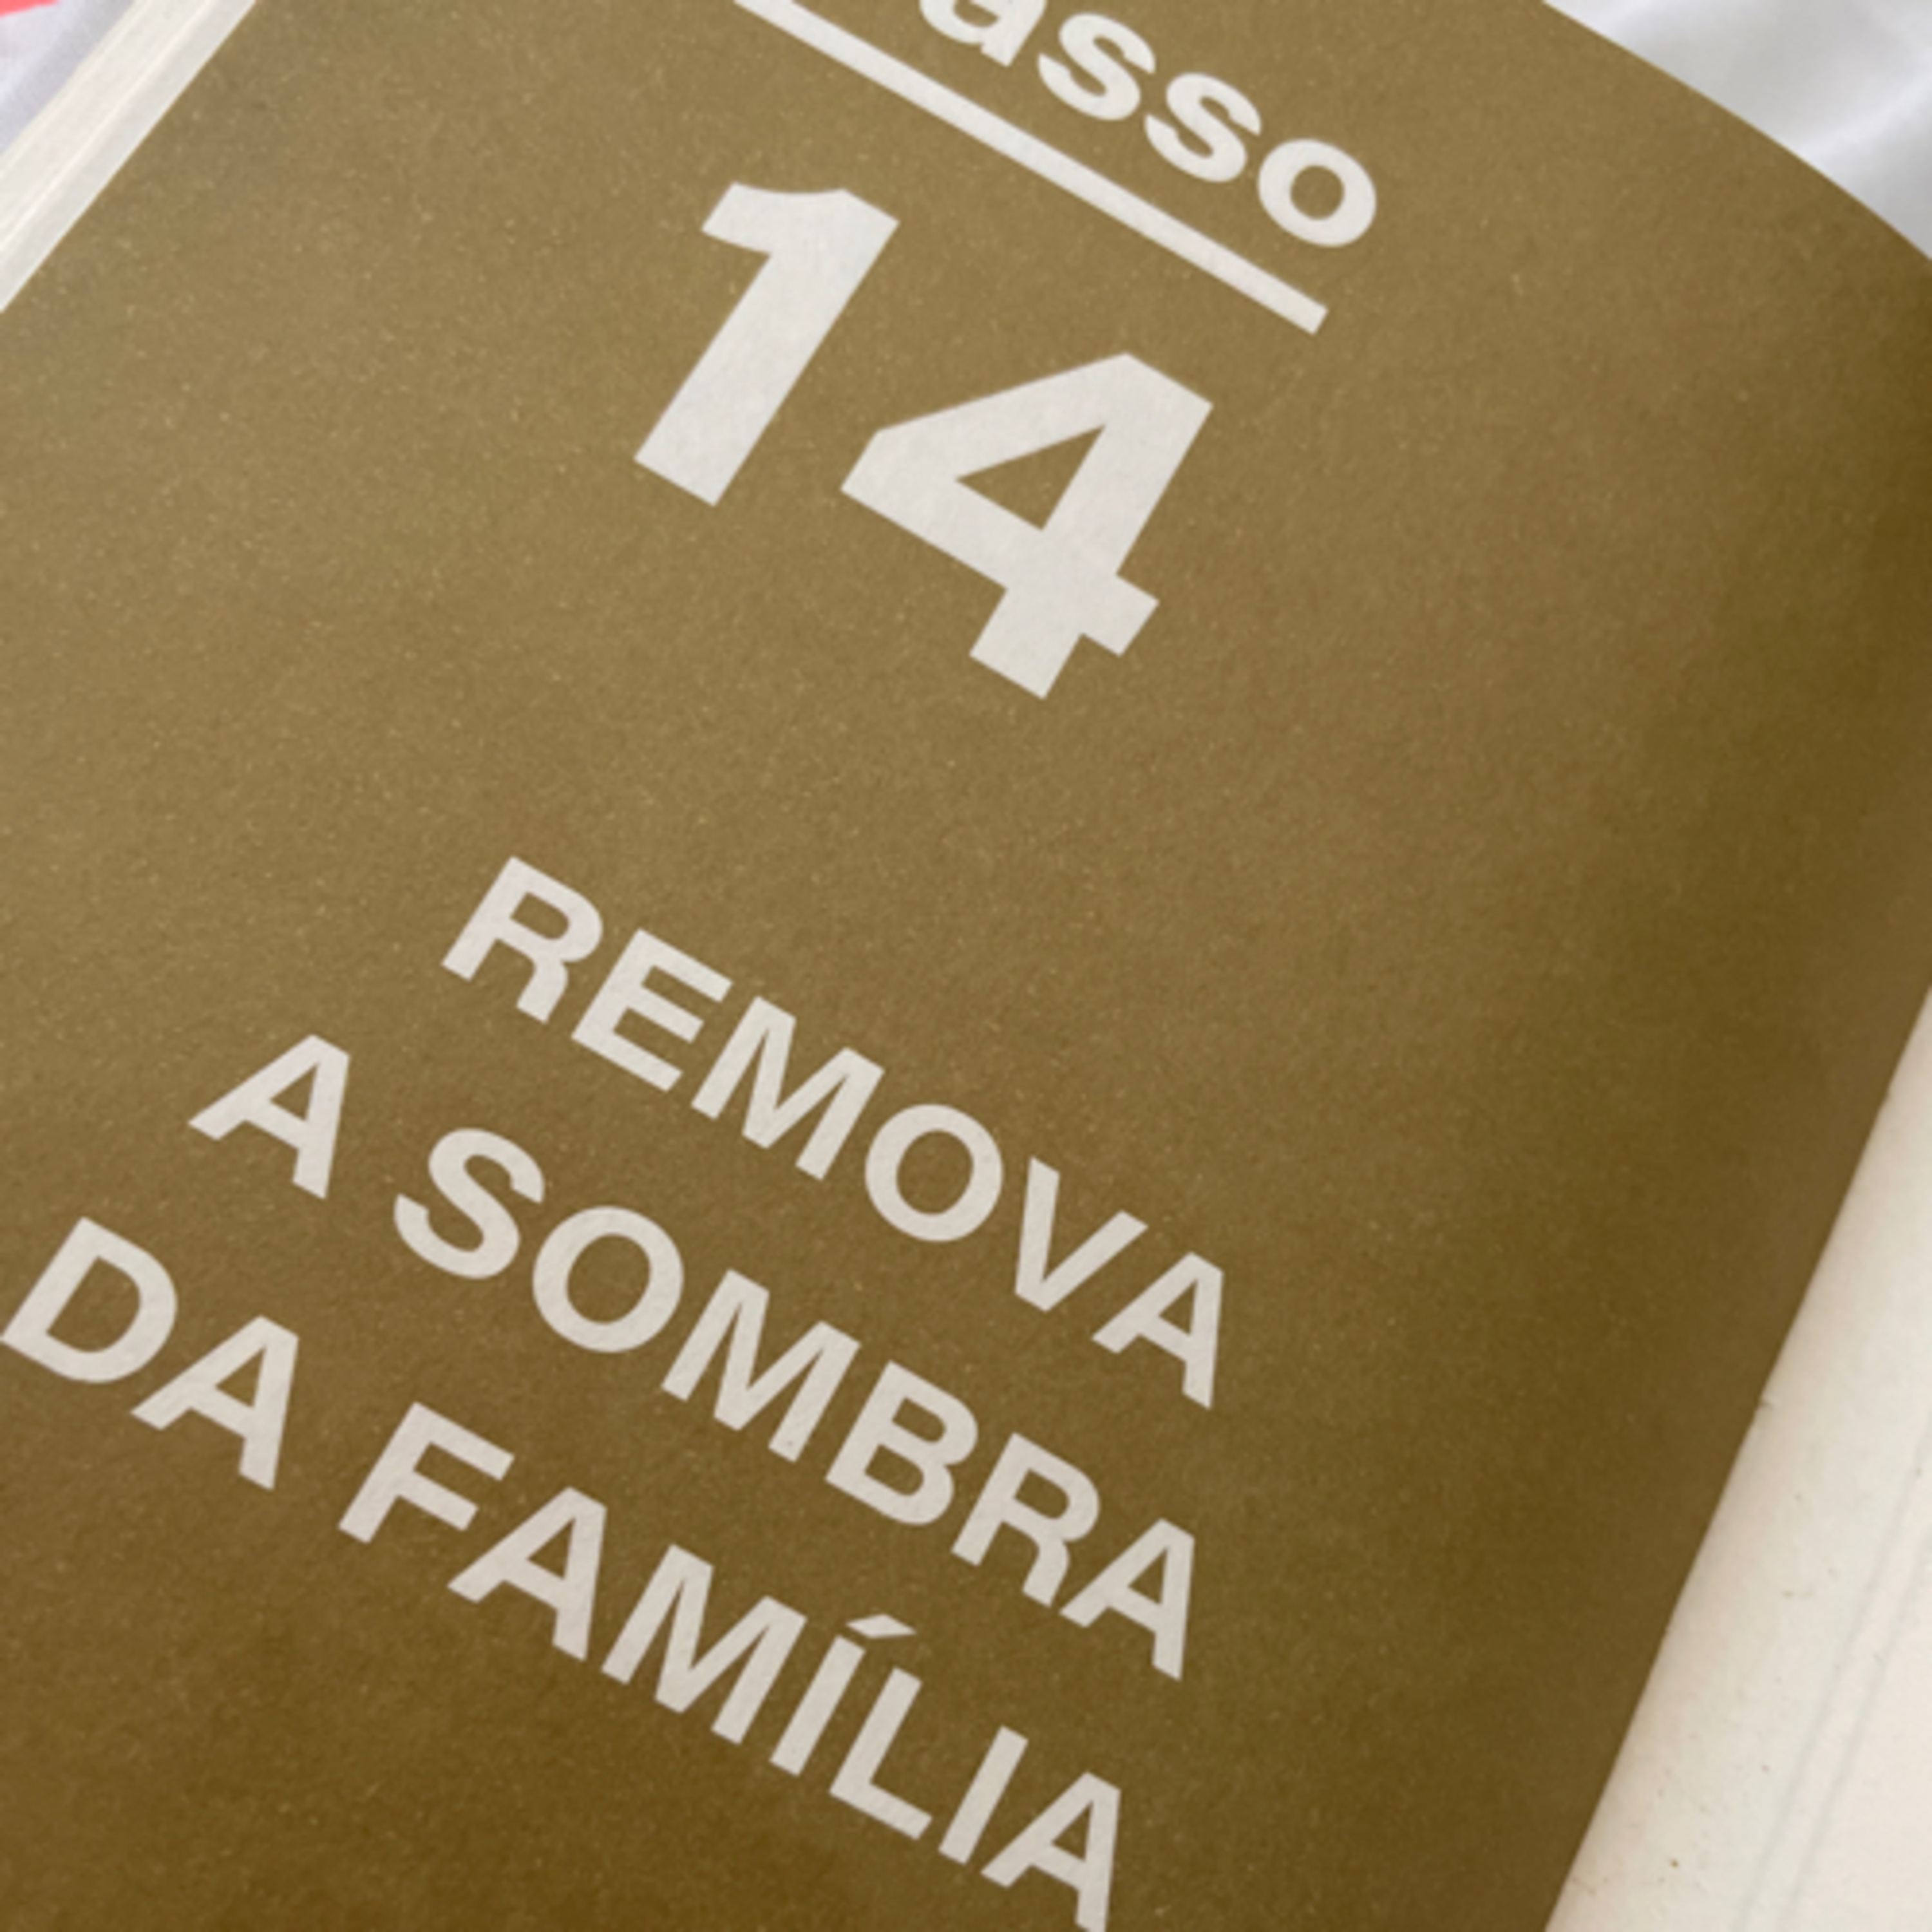 asso
14
REMOVA
A SOMBRA
DA FAMÍLIA